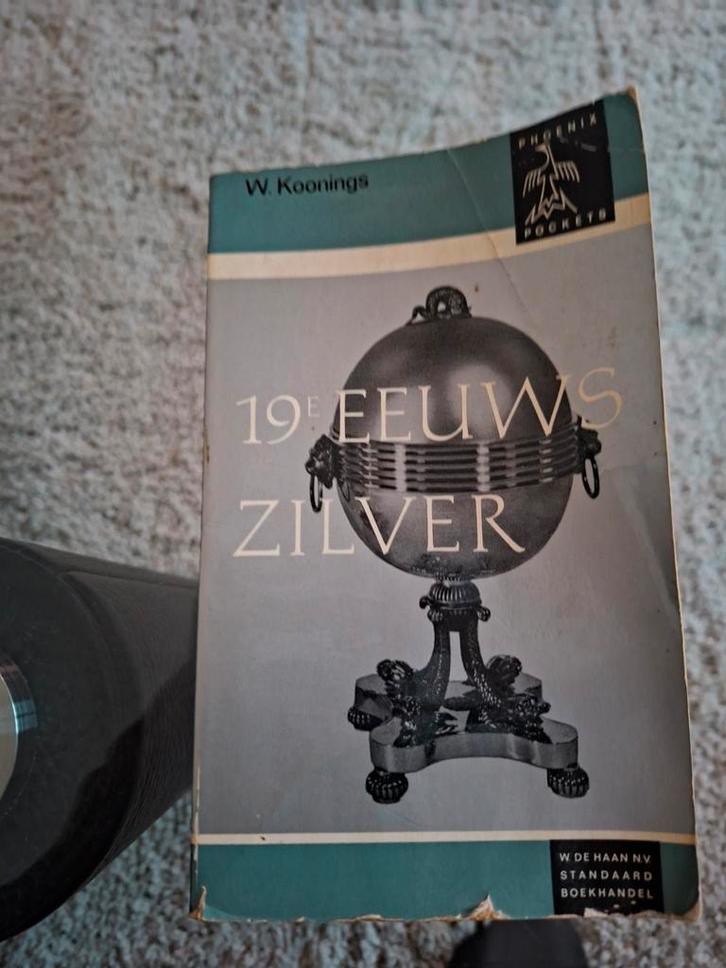 W. Koonings
PHOENIX
POCKETS
19E EEUWS
ZILVER
W. DE HAAN N.V.
STANDAARD
BOEKHANDEL